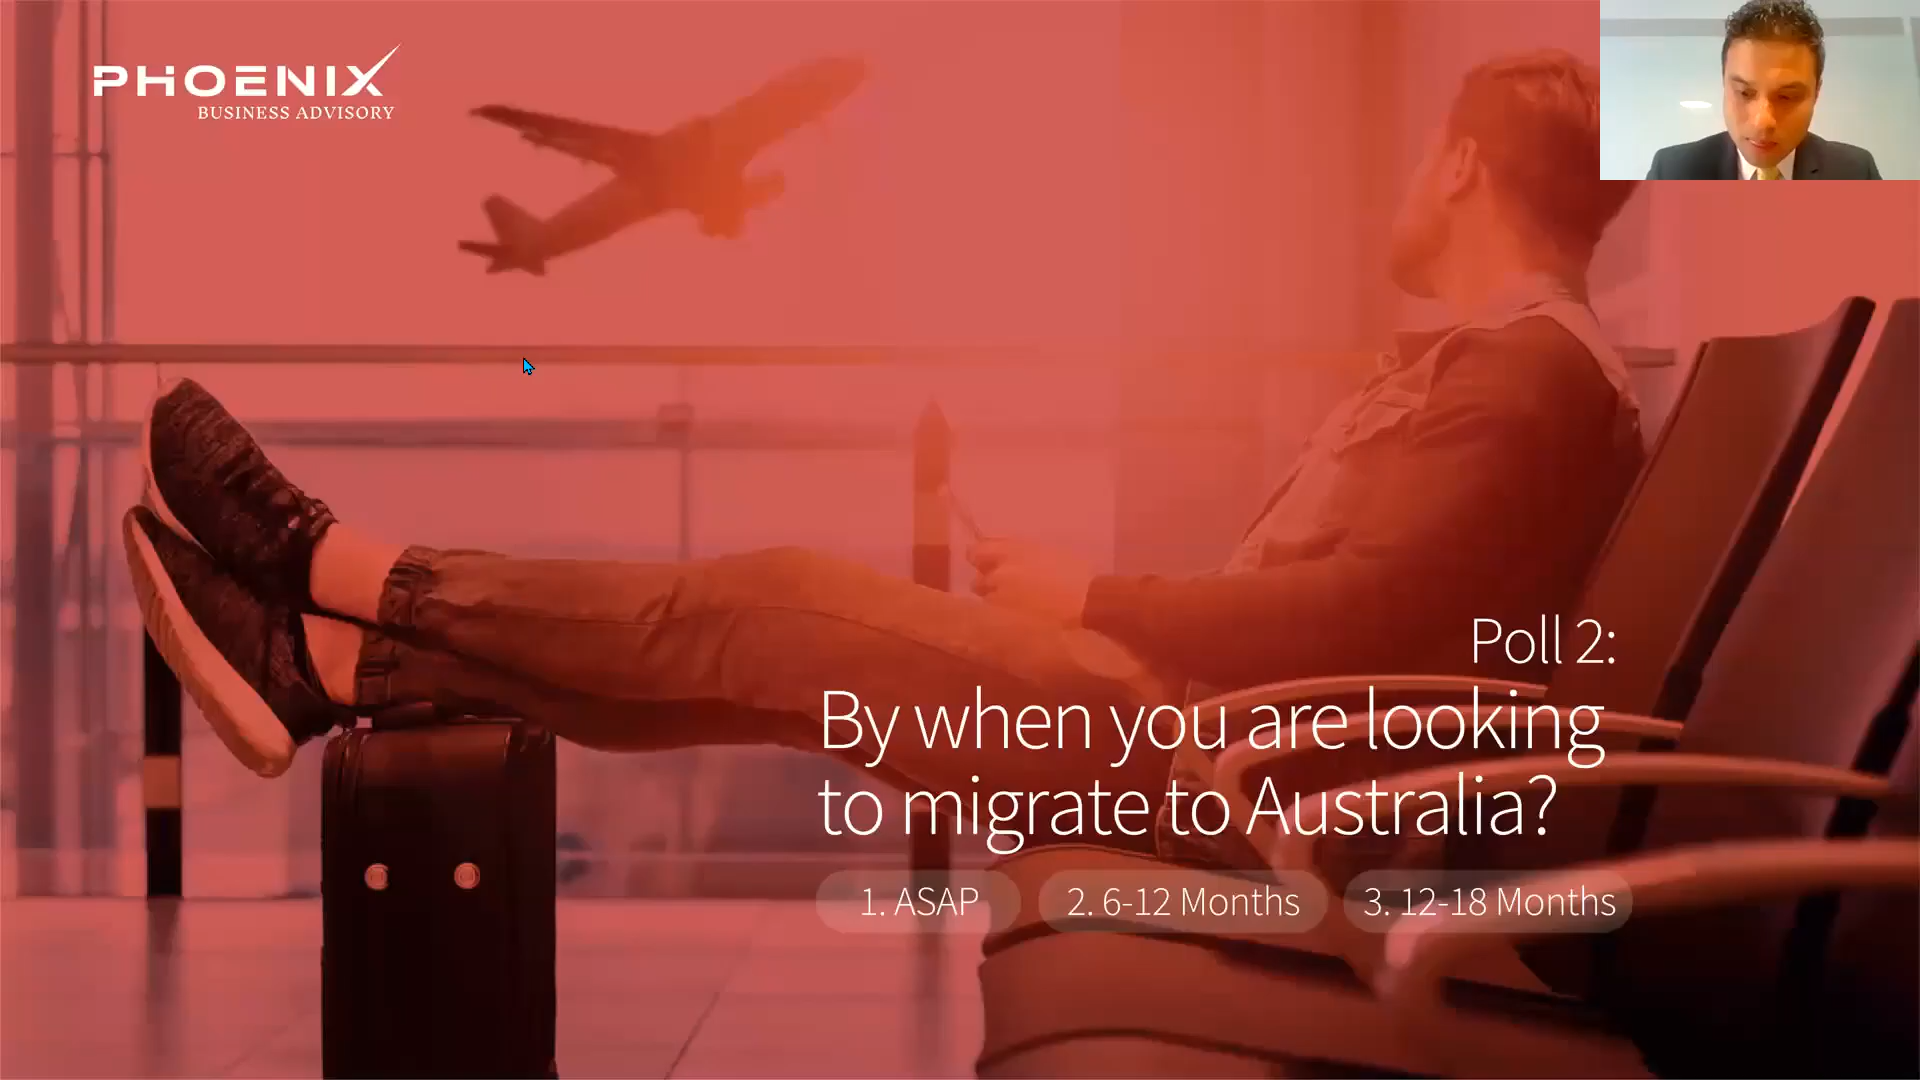 PHOENIX
BUSINESS ADVISORY
Poll 2:
By when you are looking
to migrate to Australia?
1. ASAP
2. 6-12 Months
3. 12-18 Months